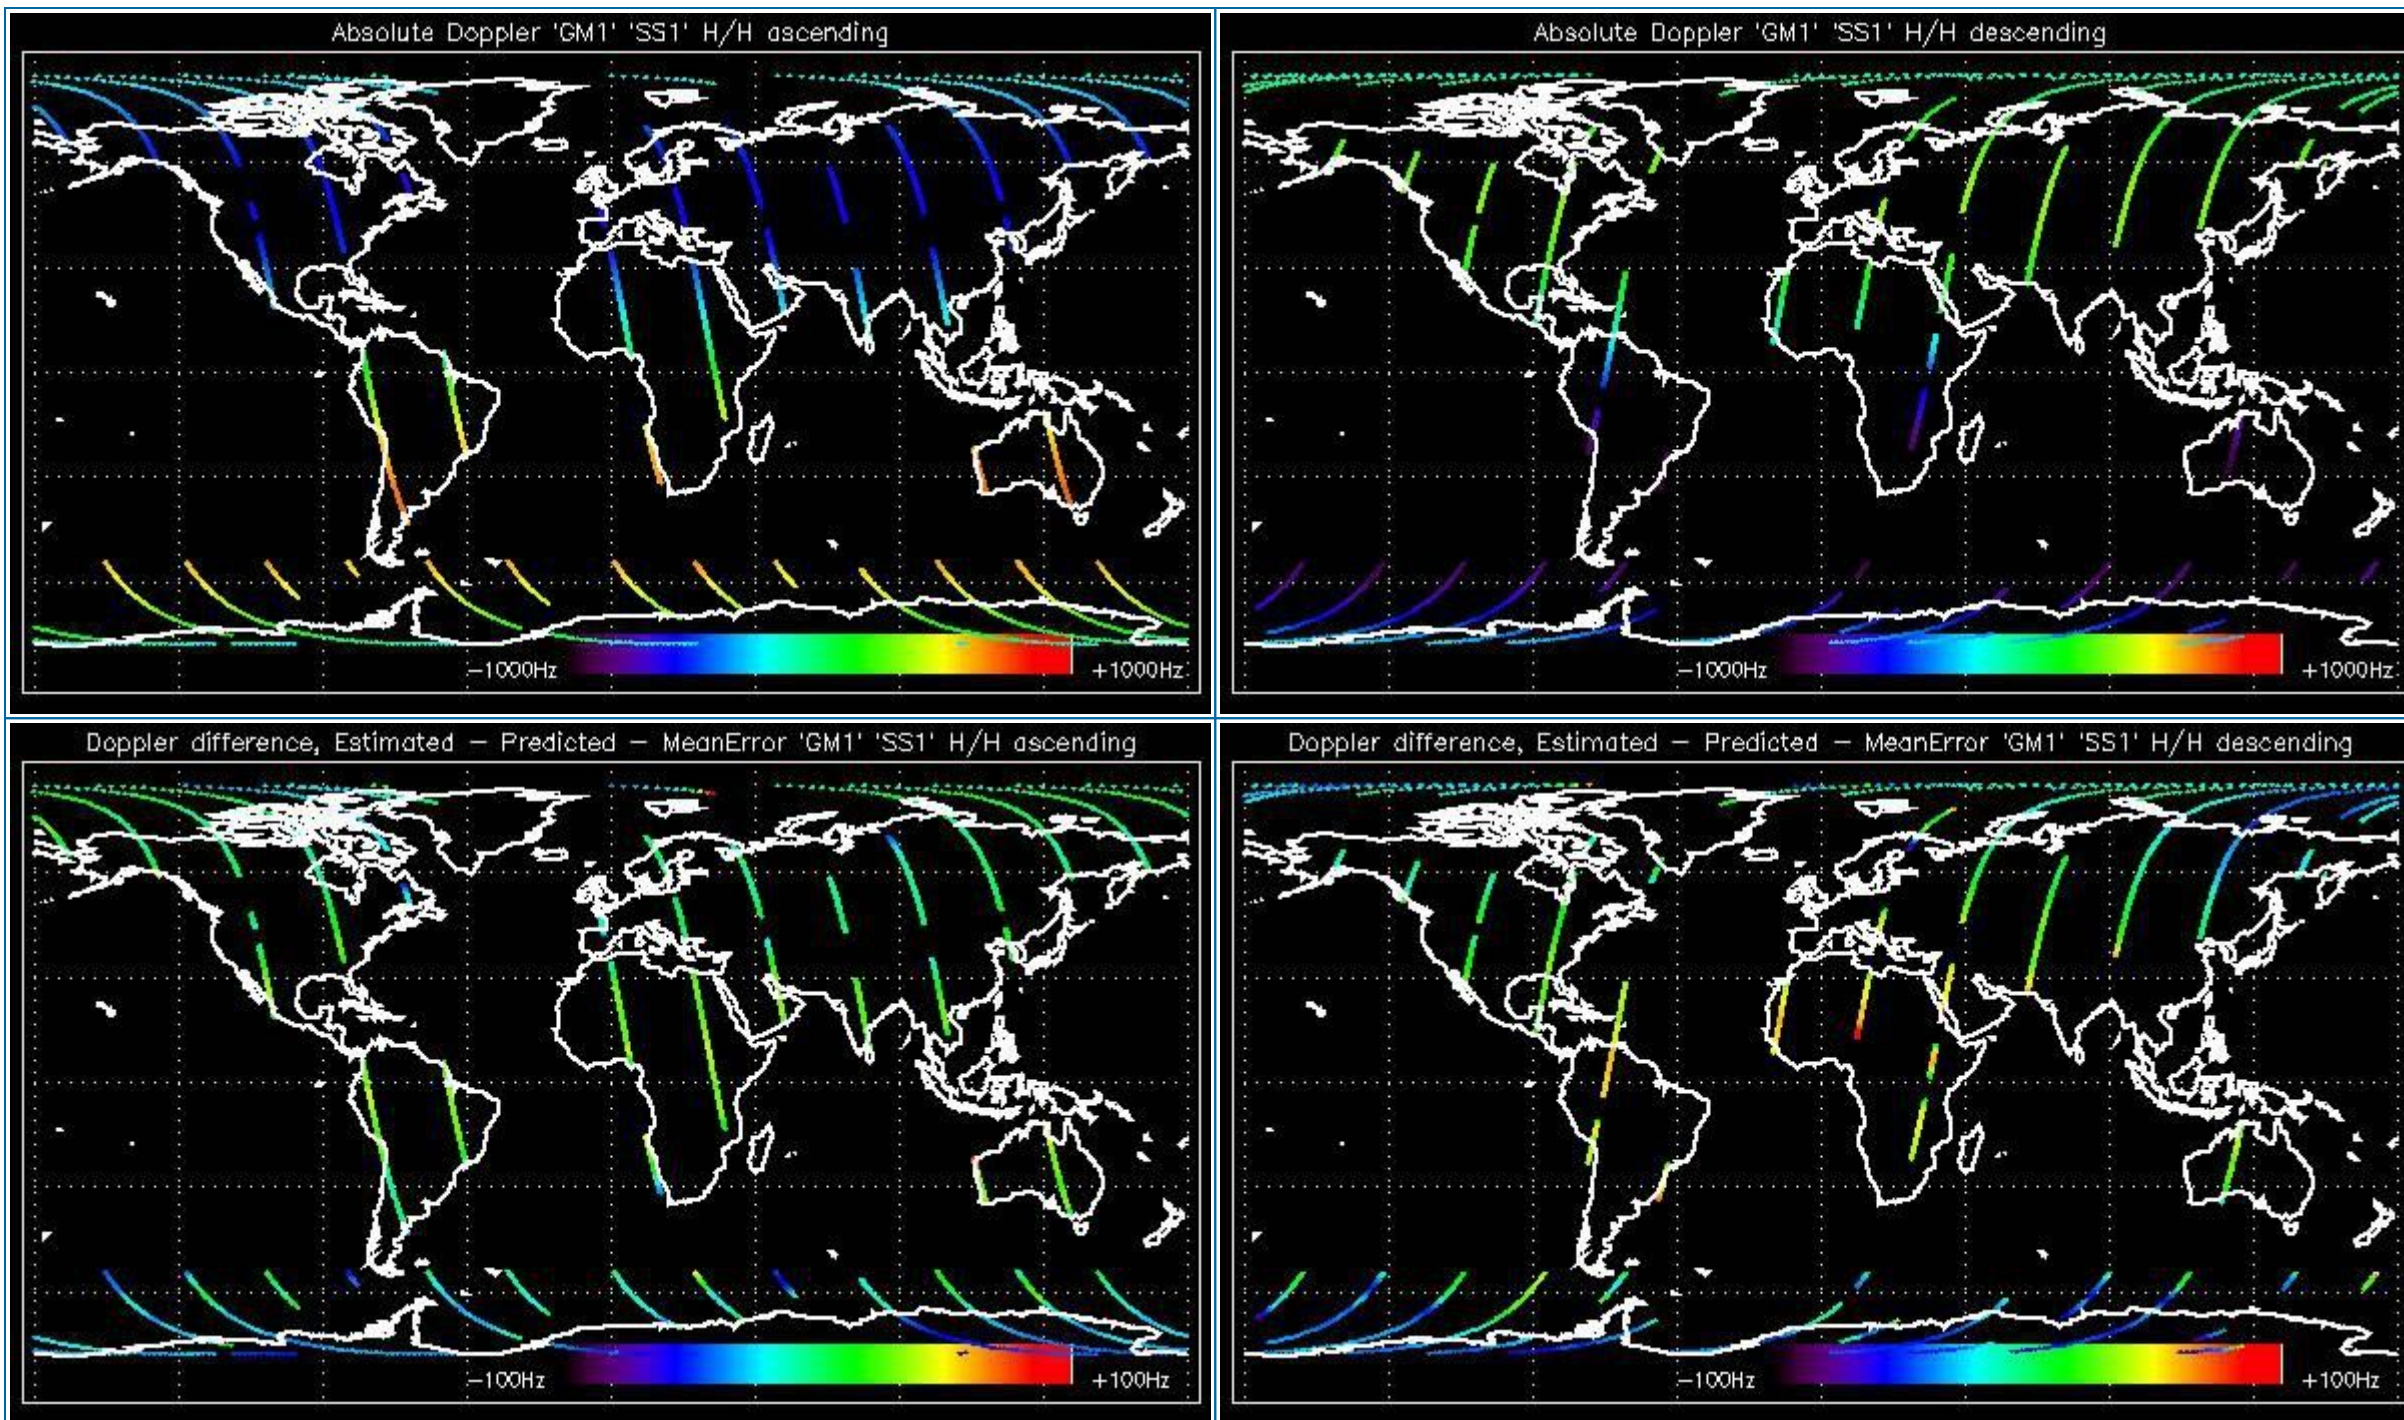 Absolute Doppler 'GM1' 'SS1' H/H ascending
-1000Hz
+1000Hz
Absolute Doppler 'GM1' 'SS1' H/H descending
-1000Hz
+1000Hz
Doppler difference, Estimated - Predicted - MeanError 'GM1' 'SS1' H/H ascending
-100Hz
+100Hz
Doppler difference, Estimated - Predicted - MeanError 'GM1' 'SS1' H/H descending
-100Hz
+100Hz